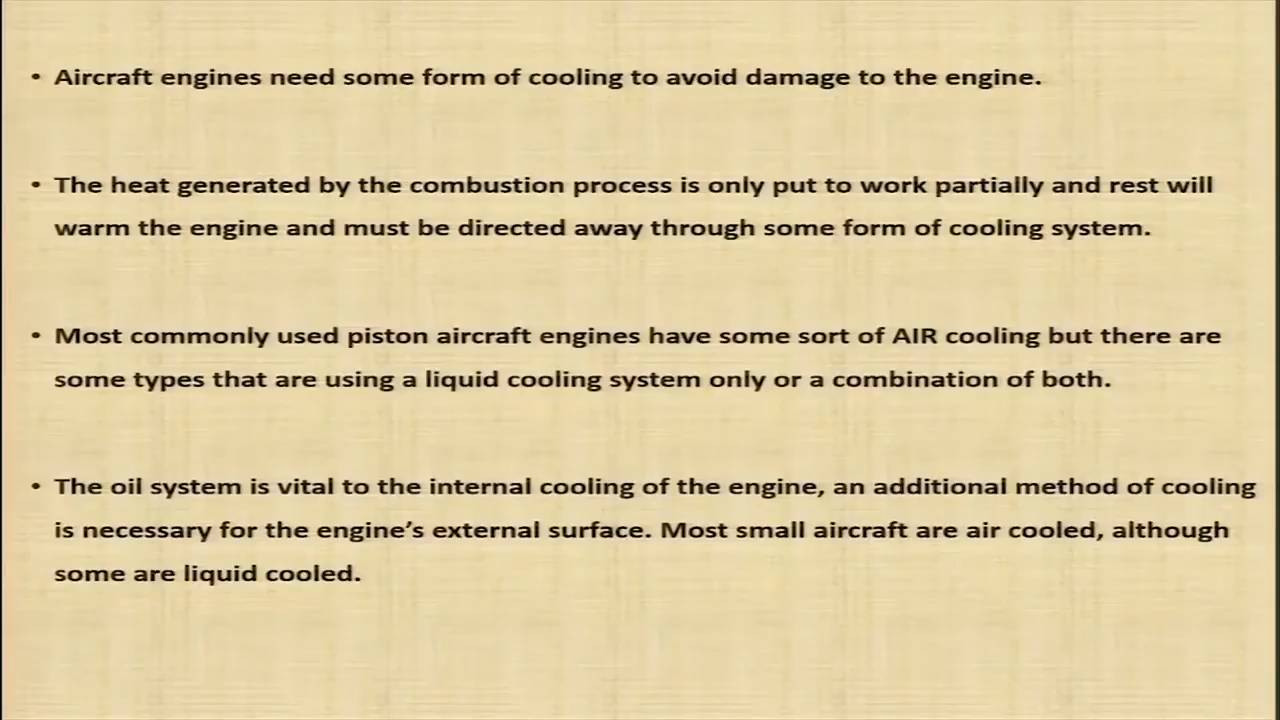 • Aircraft engines need some form of cooling to avoid damage to the engine.
• The heat generated by the combustion process is only put to work partially and rest will
warm the engine and must be directed away through some form of cooling system.
• Most commonly used piston aircraft engines have some sort of AIR cooling but there are
some types that are using a liquid cooling system only or a combination of both.
• The oil system is vital to the internal cooling of the engine, an additional method of cooling
is necessary for the engine’s external surface. Most small aircraft are air cooled, although
some are liquid cooled.